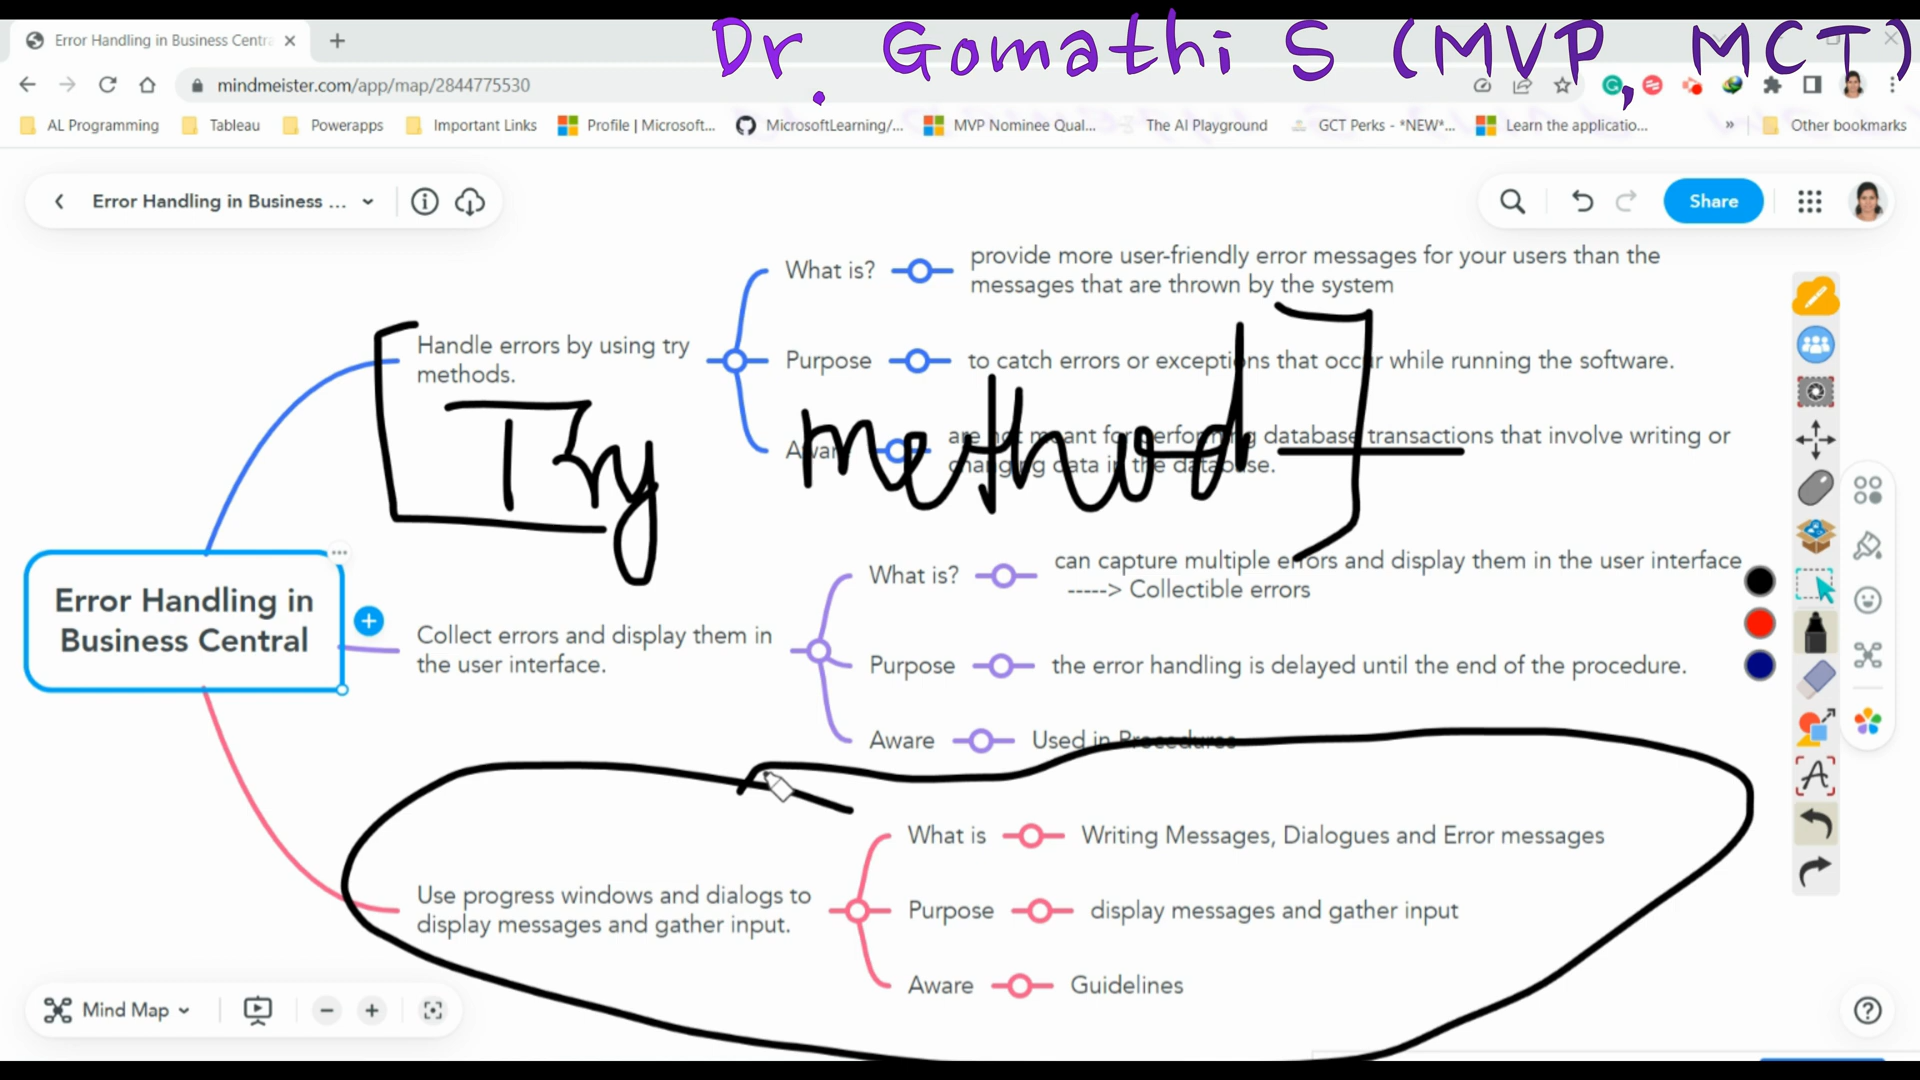 Dr. Gomathi S (MVP, MCT)
Error Handling in Business Centra
mindmeister.com/app/map/2844775530
AL Programming
Tableau
Powerapps
Important Links
Profile | Microsoft...
MicrosoftLearning/...
MVP Nominee Qual...
The AI Playground
GCT Perks - *NEW*...
Learn the applicatio...
»
Other bookmarks
Error Handling in Business ...
Share
What is?
provide more user-friendly error messages for your users than the
messages that are thrown by the system
Handle errors by using try
methods.
Purpose
to catch errors or exceptions that occur while running the software.
Aware
are not meant for performing database transactions that involve writing or
changing data in the database.
[Try method]
Error Handling in
Business Central
What is?
can capture multiple errors and display them in the user interface
-----> Collectible errors
Collect errors and display them in
the user interface.
Purpose
the error handling is delayed until the end of the procedure.
Aware
Used in Procedures
What is
Writing Messages, Dialogues and Error messages
Use progress windows and dialogs to
display messages and gather input.
Purpose
display messages and gather input
Aware
Guidelines
Mind Map